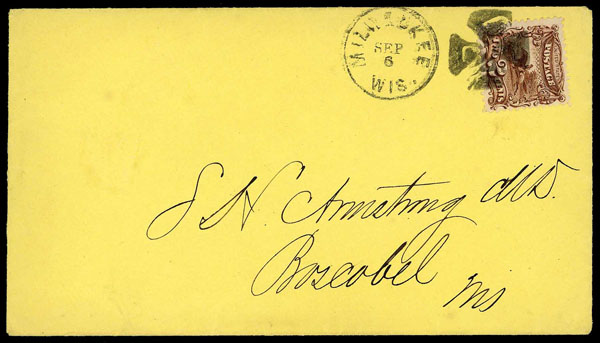 MILWAUKEE
SEP
6
WIS.
S. N. Armstrong M.D.
Boscobel
Wis